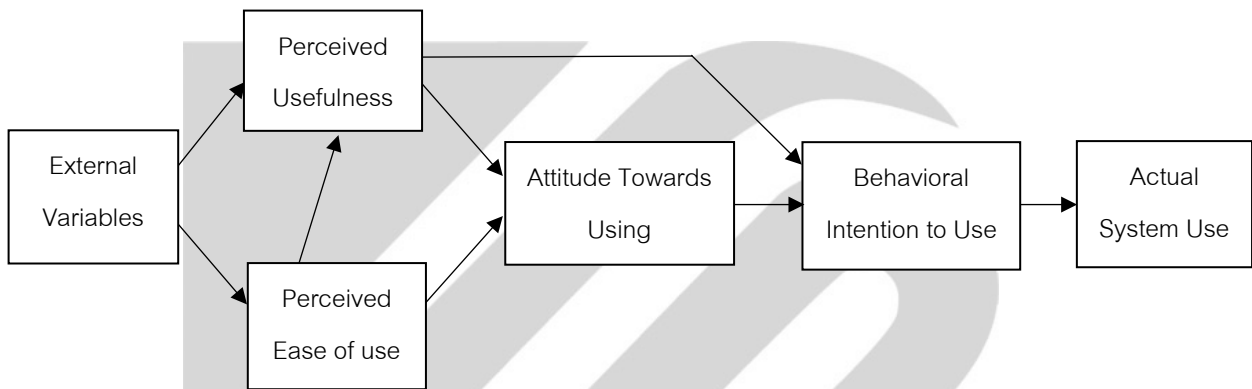 Perceived
Usefulness
External
Variables
Attitude Towards
Using
Behavioral
Intention to Use
Actual
System Use
Perceived
Ease of use